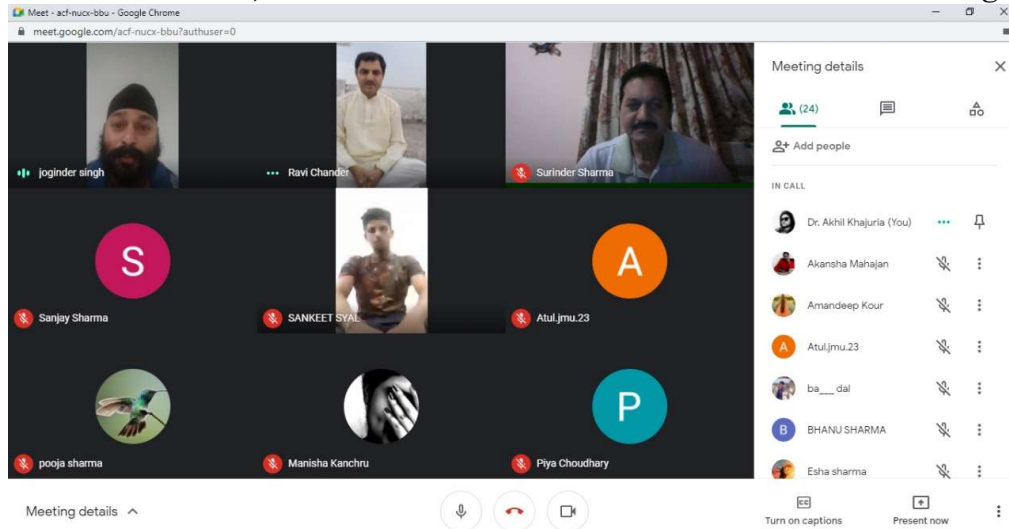 Meet - acf-nucx-bbu - Google Chrome
meet.google.com/acf-nucx-bbu?authuser=0
joginder singh
Ravi Chander
Surinder Sharma
S
Sanjay Sharma
SANKEET SYAL
A
Atul.jmu.23
pooja sharma
Manisha Kanchru
P
Piya Choudhary
Meeting details
(24)
Add people
IN CALL
Dr. Akhil Khajuria (You)
Akansha Mahajan
Amandeep Kour
A Atul.jmu.23
ba___dal
B BHANU SHARMA
Esha sharma
Meeting details
CC
Turn on captions
Present now